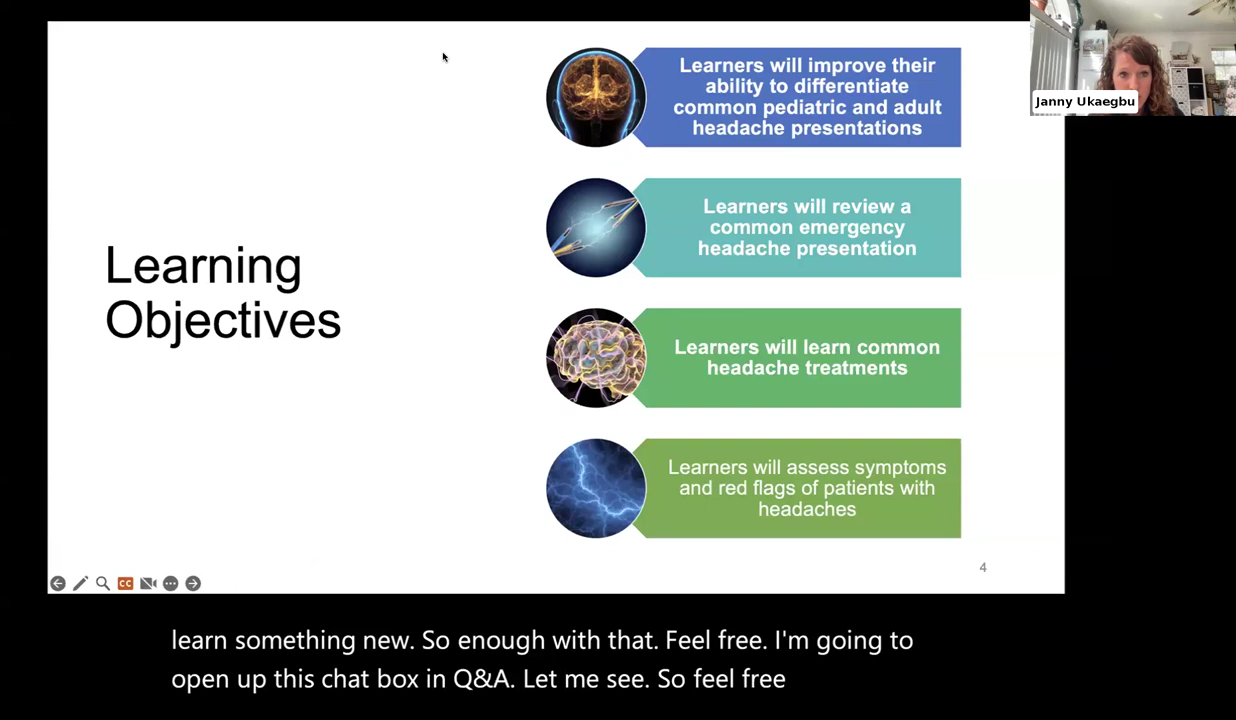 Learners will improve their
ability to differentiate
common pediatric and adult
headache presentations
Janny Ukaegbu
Learners will review a
common emergency
headache presentation
Learning
Objectives
Learners will learn common
headache treatments
Learners will assess symptoms
and red flags of patients with
headaches
4
CC
learn something new. So enough with that. Feel free. I'm going to
open up this chat box in Q&A. Let me see. So feel free